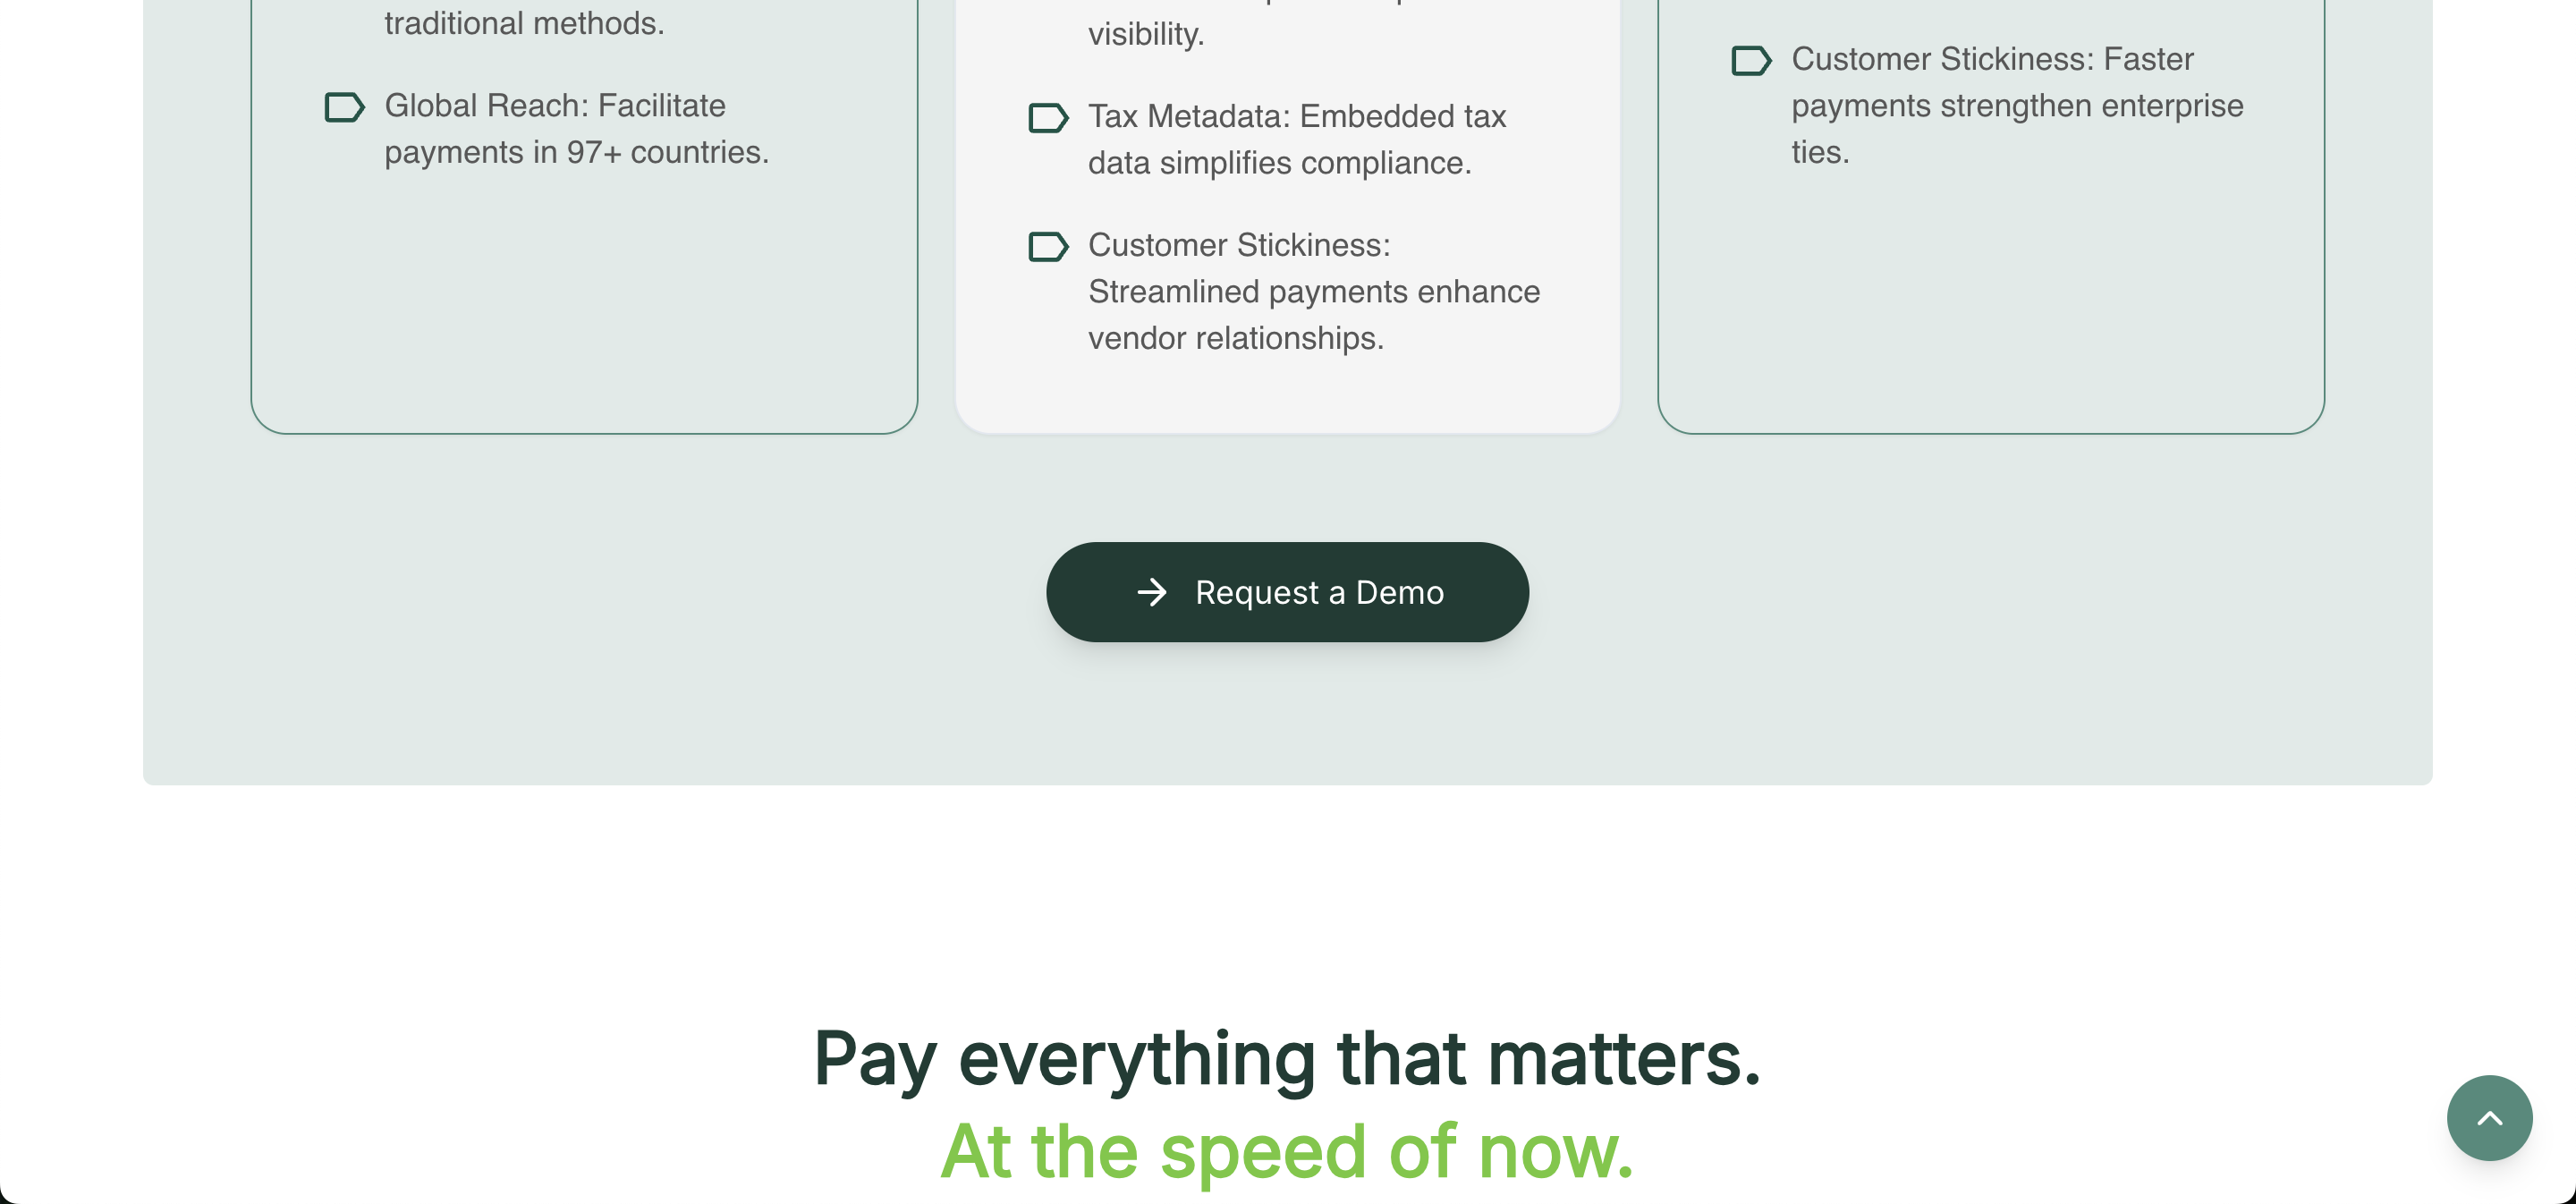 traditional methods.
Global Reach: Facilitate
payments in 97+ countries.
visibility.
Tax Metadata: Embedded tax
data simplifies compliance.
Customer Stickiness:
Streamlined payments enhance
vendor relationships.
Customer Stickiness: Faster
payments strengthen enterprise
ties.
Request a Demo
Pay everything that matters.
At the speed of now.